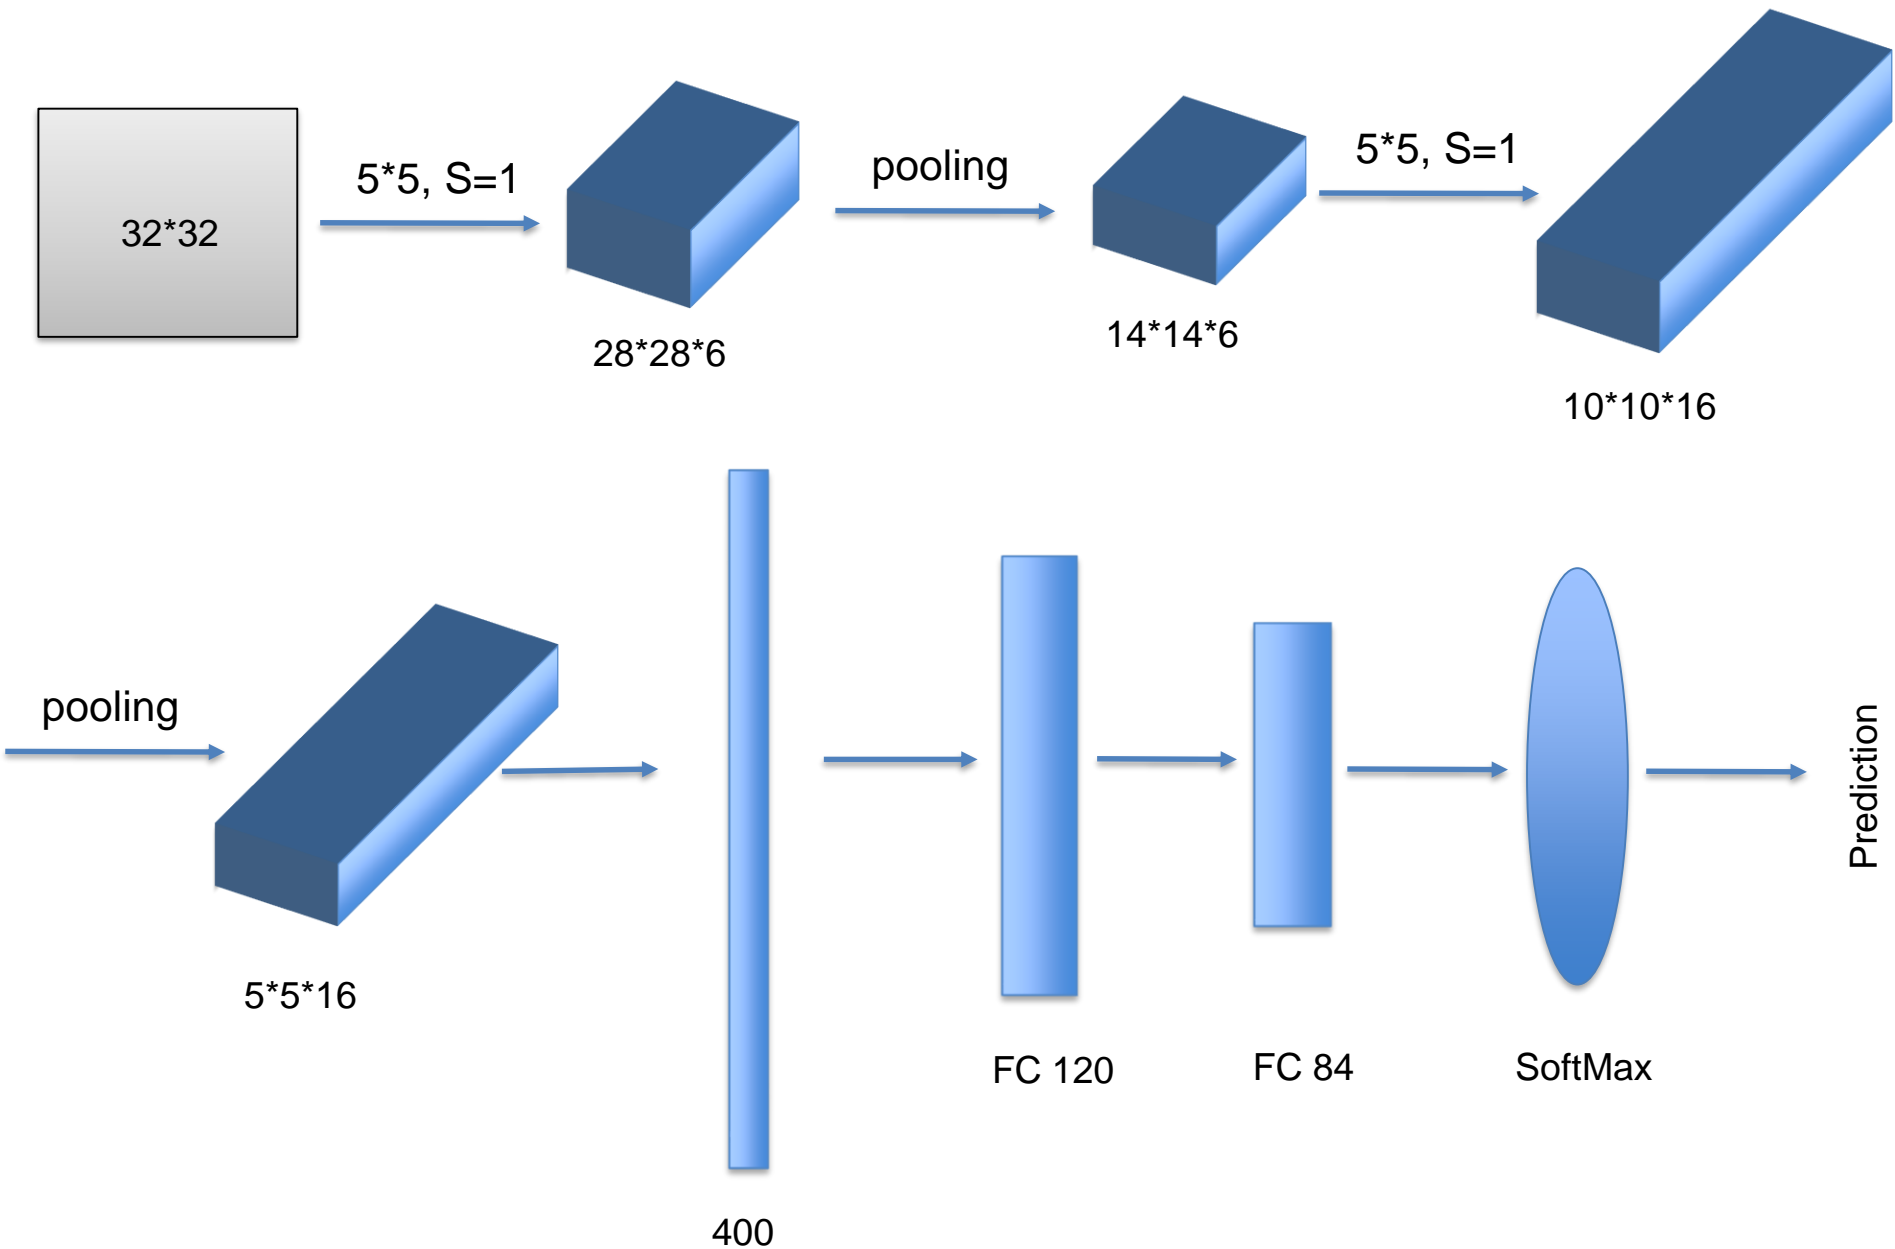 32*32
5*5, S=1
28*28*6
pooling
14*14*6
5*5, S=1
10*10*16
pooling
5*5*16
400
FC 120
FC 84
SoftMax
Prediction